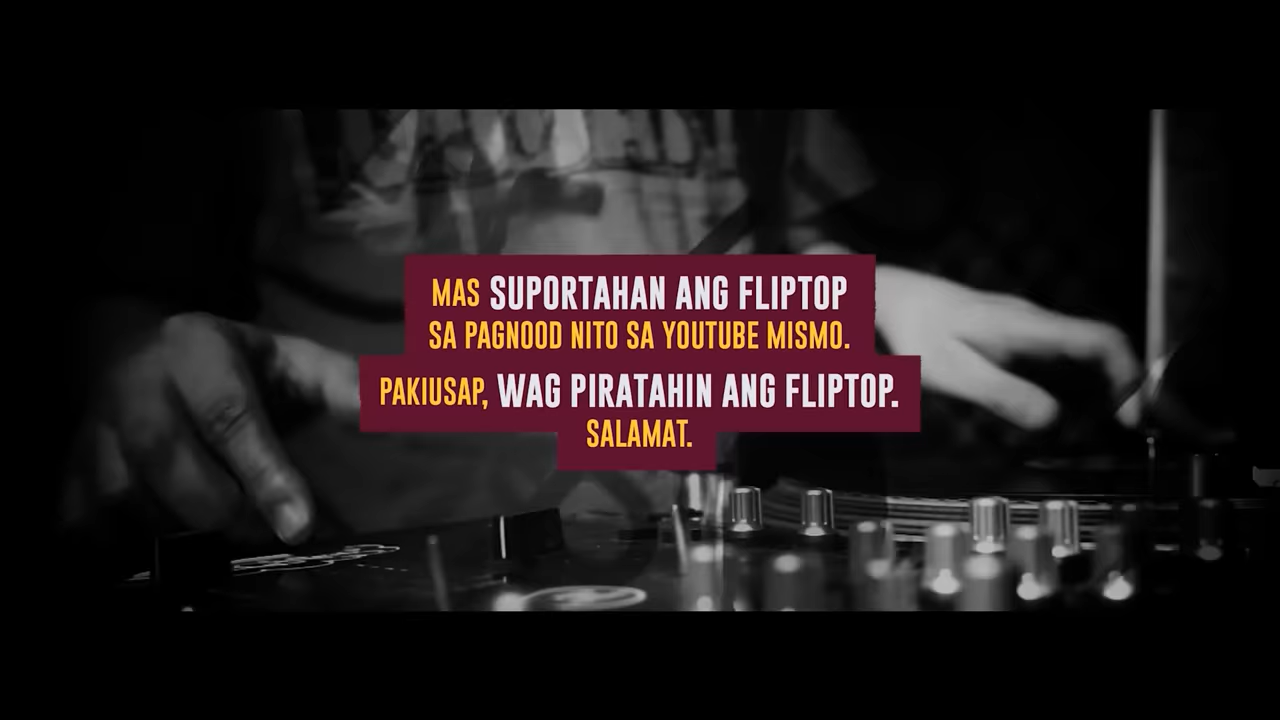 MAS SUPORTAHAN ANG FLIPTOP
SA PAGNOOD NITO SA YOUTUBE MISMO.
PAKIUSAP, WAG PIRATAHIN ANG FLIPTOP.
SALAMAT.